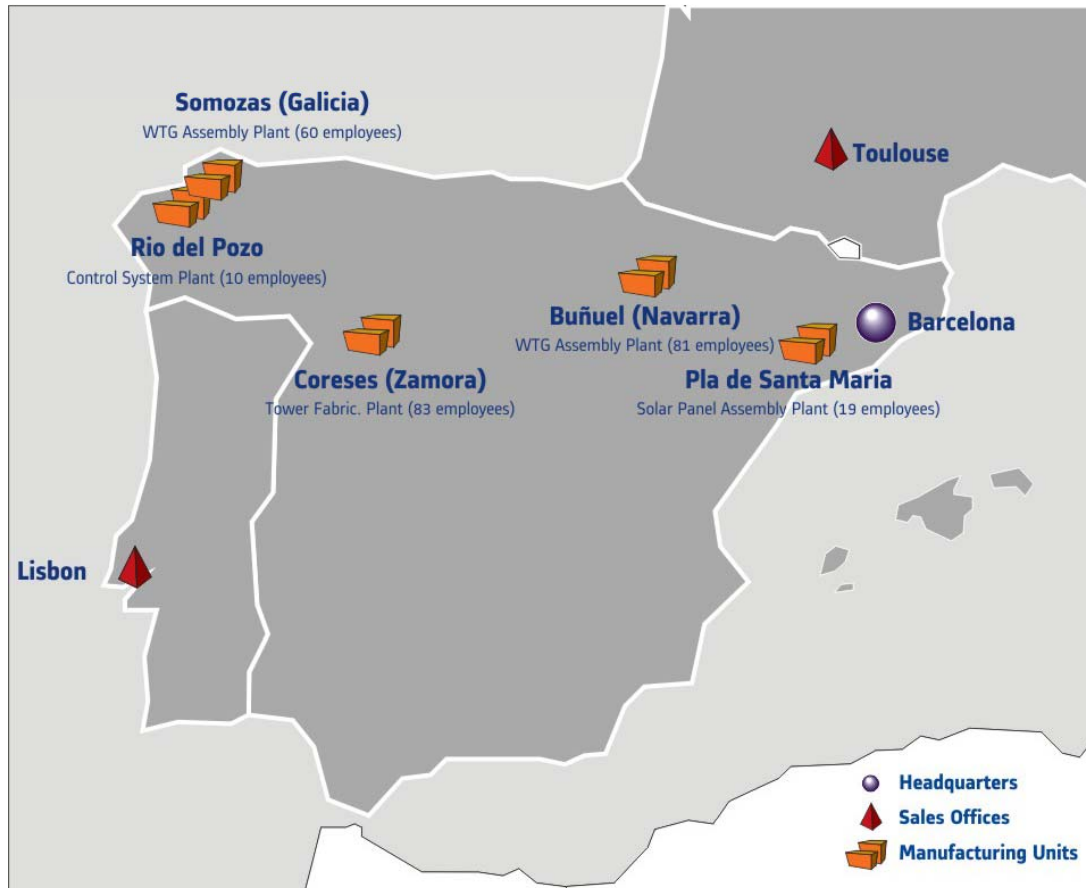 Somozas (Galicia)
WTG Assembly Plant (60 employees)
Toulouse
Rio del Pozo
Control System Plant (10 employees)
Buñuel (Navarra)
WTG Assembly Plant (81 employees)
Barcelona
Coreses (Zamora)
Tower Fabric. Plant (83 employees)
Pla de Santa Maria
Solar Panel Assembly Plant (19 employees)
Lisbon
Headquarters
Sales Offices
Manufacturing Units